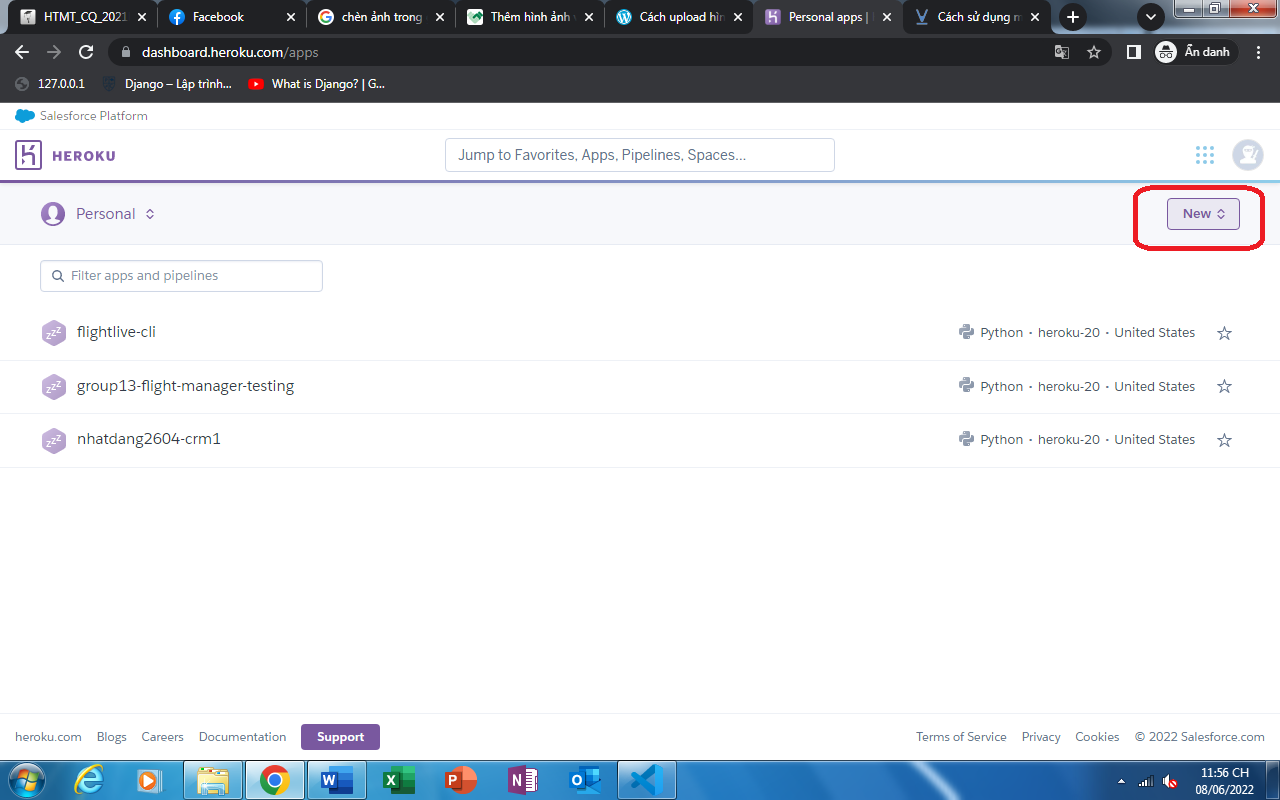 HTMT_CQ_2021
Facebook
chèn ảnh trong
Thêm hình ảnh
Cách upload hìn
Personal apps |
Cách sử dụng m
dashboard.heroku.com/apps
Ẩn danh
127.0.0.1
Django – Lập trình...
What is Django? | G...
Salesforce Platform
HEROKU
Jump to Favorites, Apps, Pipelines, Spaces...
Personal
New
Filter apps and pipelines
flightlive-cli
Python · heroku-20 · United States
group13-flight-manager-testing
Python · heroku-20 · United States
nhatdang2604-crm1
Python · heroku-20 · United States
heroku.com Blogs Careers Documentation Support
Terms of Service Privacy Cookies © 2022 Salesforce.com
11:56 CH
08/06/2022